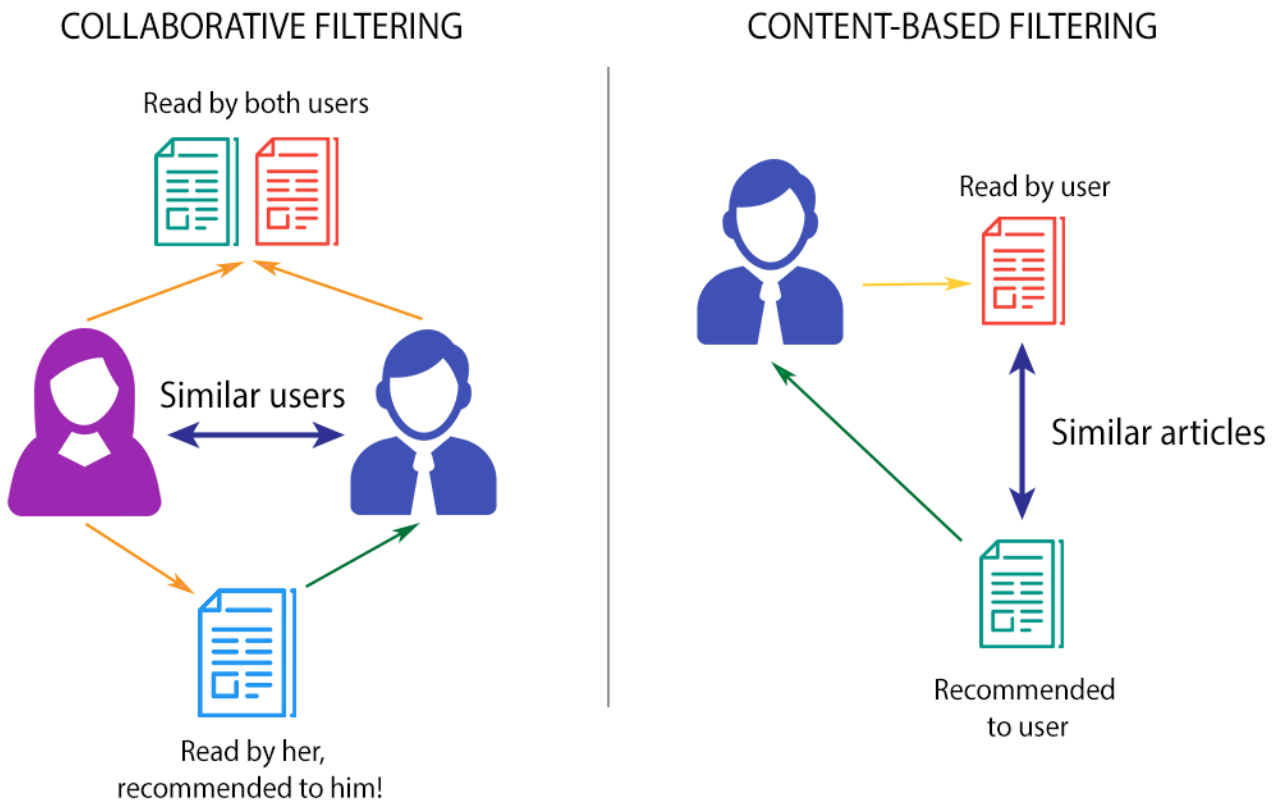 COLLABORATIVE FILTERING
Read by both users
Similar users
Read by her,
recommended to him!
CONTENT-BASED FILTERING
Read by user
Similar articles
Recommended
to user